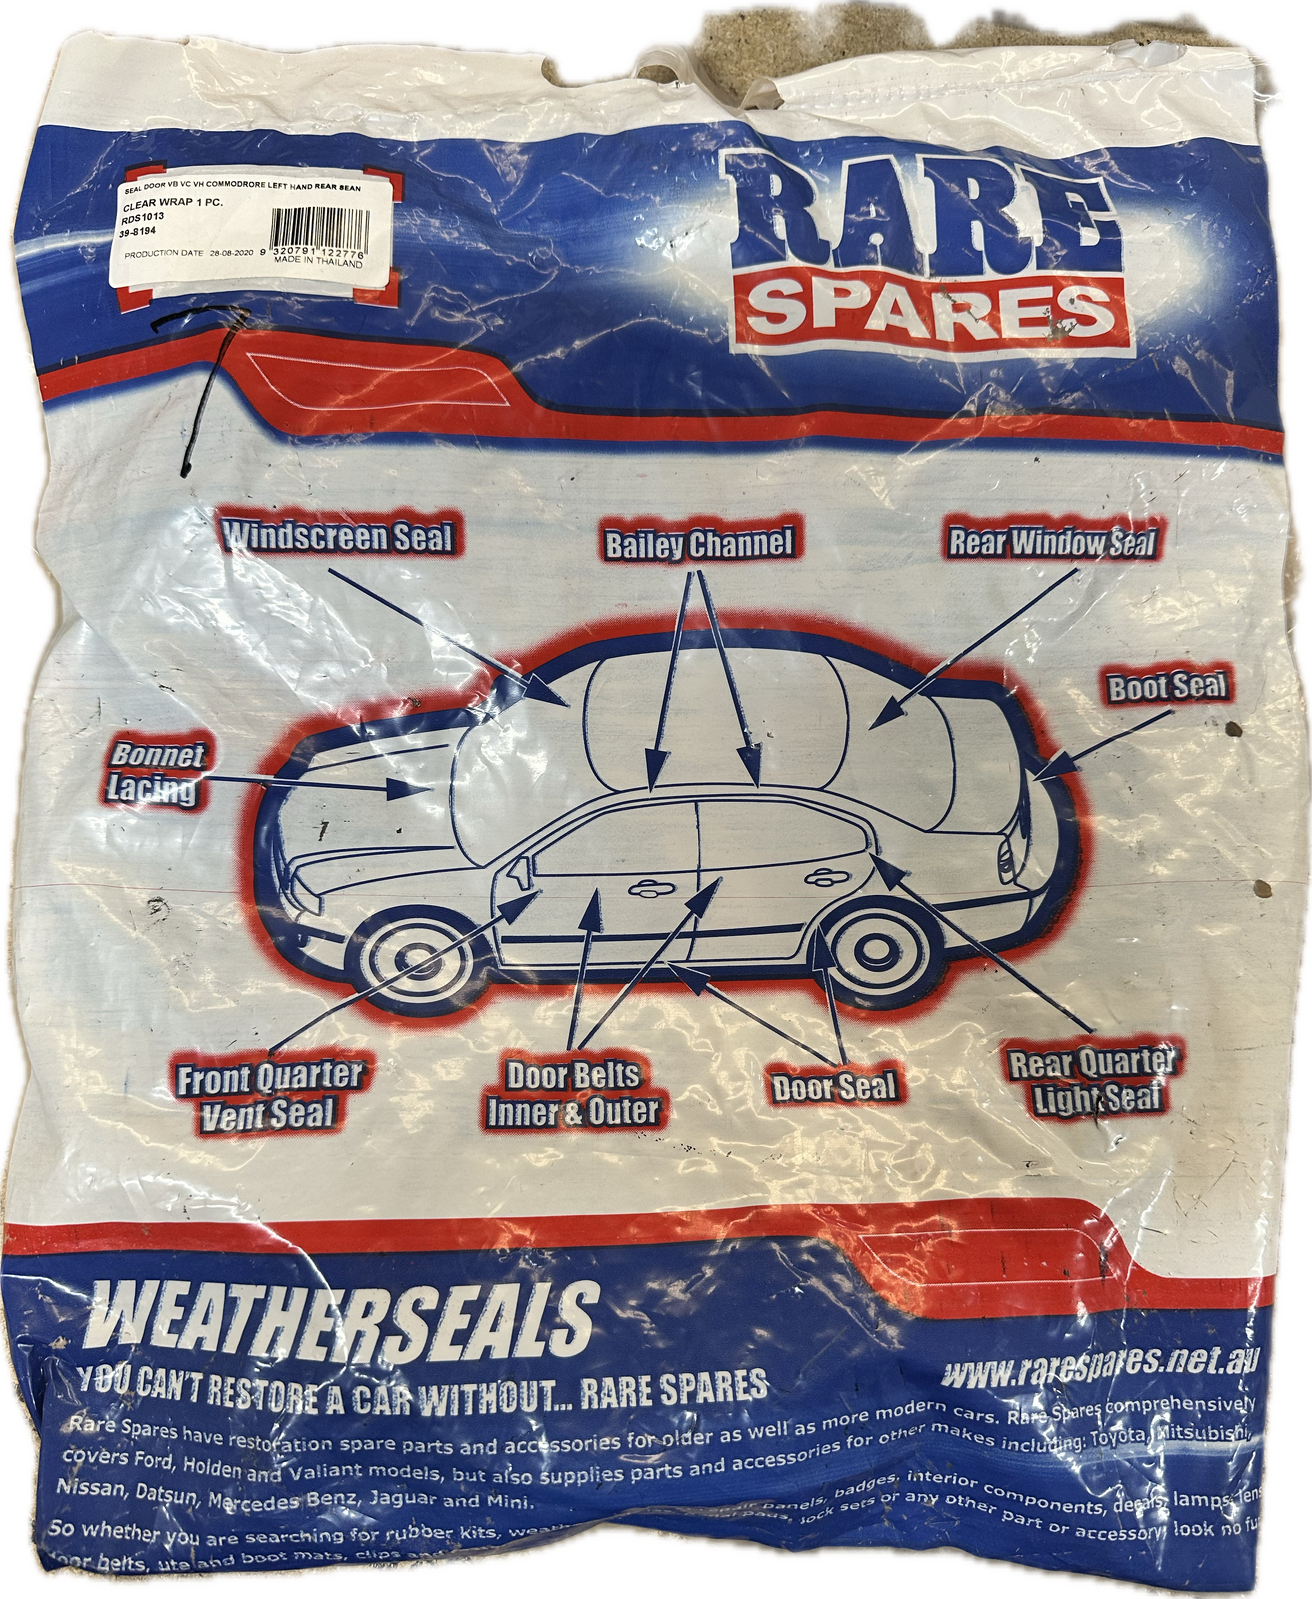 SEAL DOOR VB VC VH COMMODRORE LEFT HAND REAR SEAN
CLEAR WRAP 1 PC.
RDS1013
39-8194
PRODUCTION DATE 28-08-2020
9 320791 122776
MADE IN THAILAND
RARE
SPARES
Windscreen Seal
Bailey Channel
Rear Window Seal
Boot Seal
Bonnet
Lacing
Front Quarter
Vent Seal
Door Belts
Inner & Outer
Door Seal
Rear Quarter
Light Seal
WEATHERSEALS
YOU CAN'T RESTORE A CAR WITHOUT... RARE SPARES
www.rarespares.net.au
Rare Spares have restoration spare parts and accessories for older as well as more modern cars. Rare Spares comprehensively
covers Ford, Holden and Valiant models, but also supplies parts and accessories for other makes including: Toyota, Mitsubishi,
Nissan, Datsun, Mercedes Benz, Jaguar and Mini.
So whether you are searching for rubber kits, panels, badges, interior components, decals, lamps,
belts, ute and boot mats, clips pads, lock sets or any other part or accessory, look no